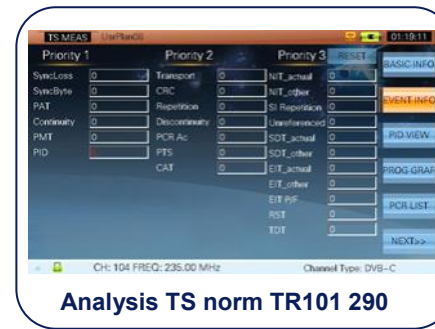 TS MEAS UsrPlan08 01:19:11
Priority 1 Priority 2 Priority 3 RESET BASIC INFO
SyncLoss 0 Transport 0 NIT_actual 0
SyncByte 0 CRC 0 NIT_other 0
PAT 0 Repetition 0 SI Repetition 0 EVENT INFO
Continuity 0 Discontinuity 0 Unreferenced 0
PMT 0 PCR Ac 0 SDT_actual 0 PID VIEW
PID 0 PTS 0 SDT_other 0
CAT 0 EIT_actual 0 PROG GRAF
EIT_other 0
EIT P/F 0 PCR LIST
RST 0
TDT 0 NEXT>>
CH: 104 FREQ: 235.00 MHz Channel Type: DVB-C
Analysis TS norm TR101 290